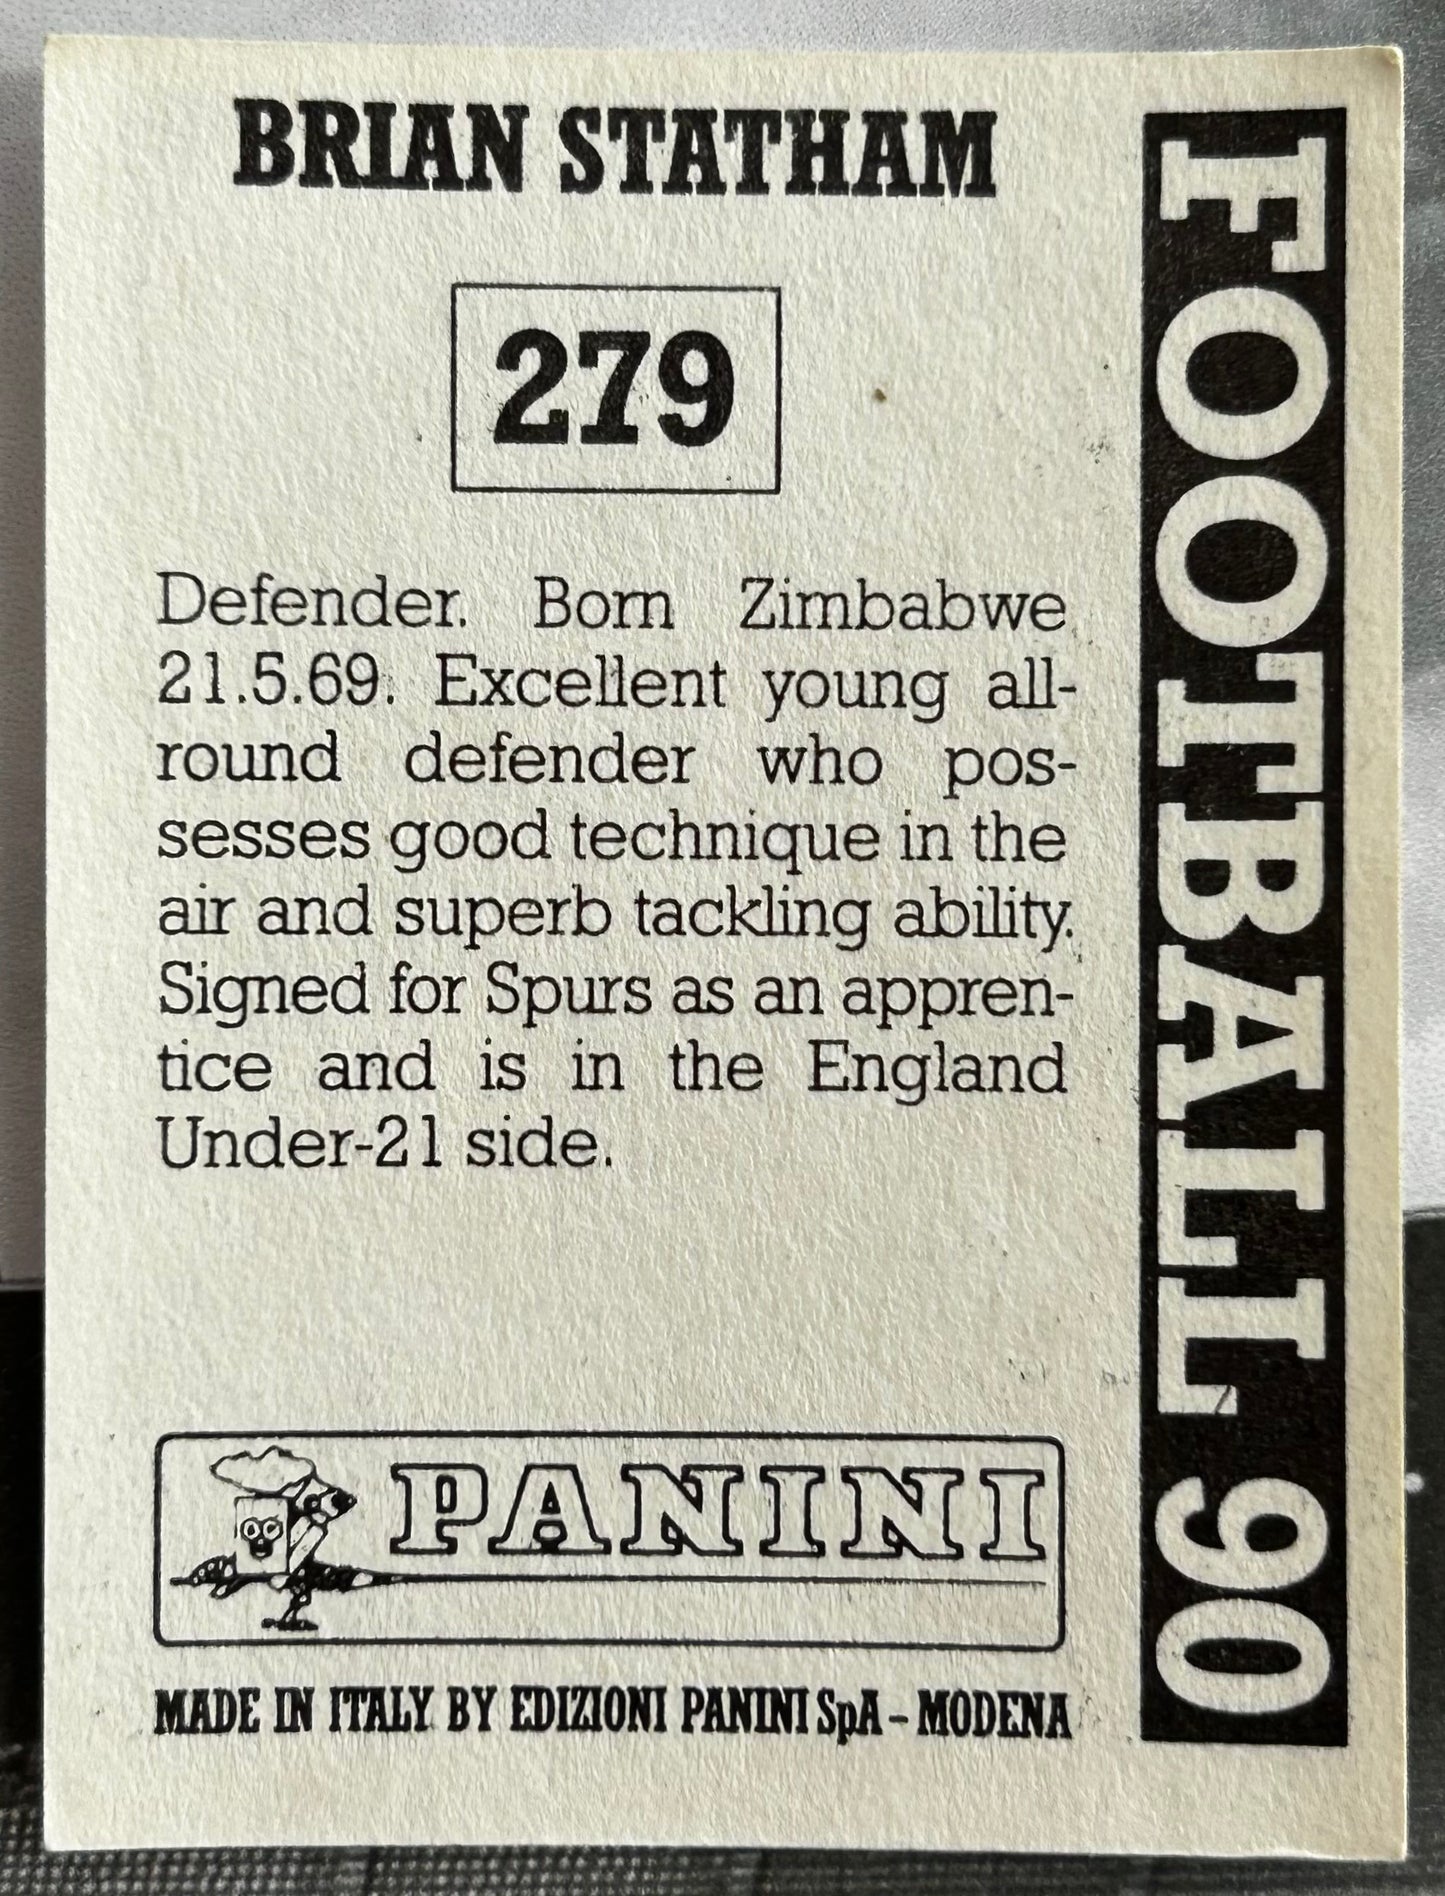 BRIAN STATHAM
279
Defender. Born Zimbabwe
21.5.69. Excellent young all-
round defender who pos-
sesses good technique in the
air and superb tackling ability.
Signed for Spurs as an appren-
tice and is in the England
Under-21 side.
PANINI
MADE IN ITALY BY EDIZIONI PANINI SpA - MODENA
FOOTBALL 90